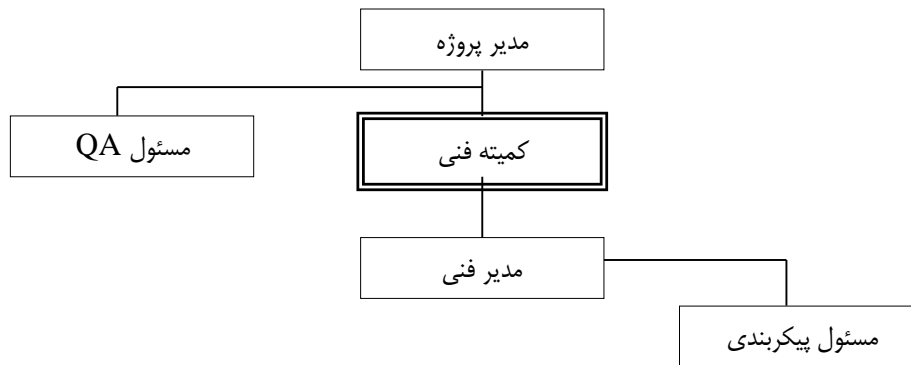 مدیر پروژه
مسئول QA
کمیته فنی
مدیر فنی
مسئول پیکربندی